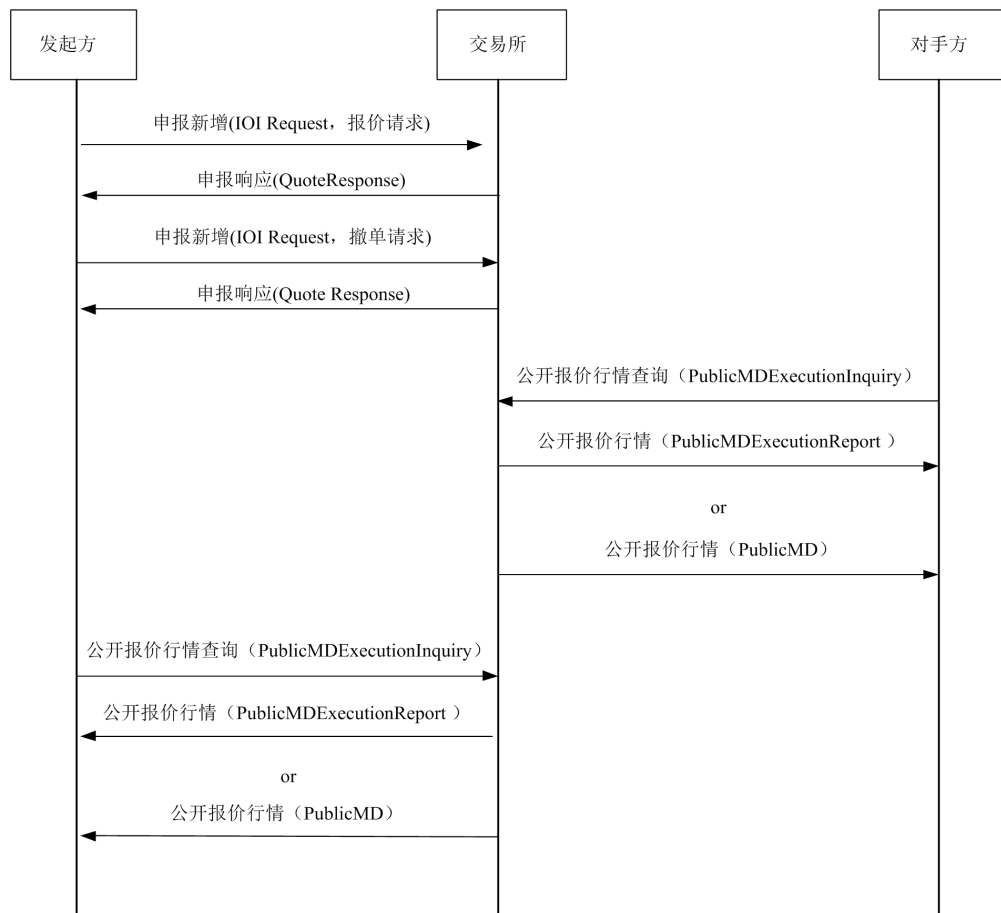 发起方
交易所
对手方
申报新增(IOI Request，报价请求)
申报响应(QuoteResponse)
申报新增(IOI Request，撤单请求)
申报响应(Quote Response)
公开报价行情查询（PublicMDExecutionInquiry）
公开报价行情（PublicMDExecutionReport ）
or
公开报价行情（PublicMD）
公开报价行情查询（PublicMDExecutionInquiry）
公开报价行情（PublicMDExecutionReport ）
or
公开报价行情（PublicMD）